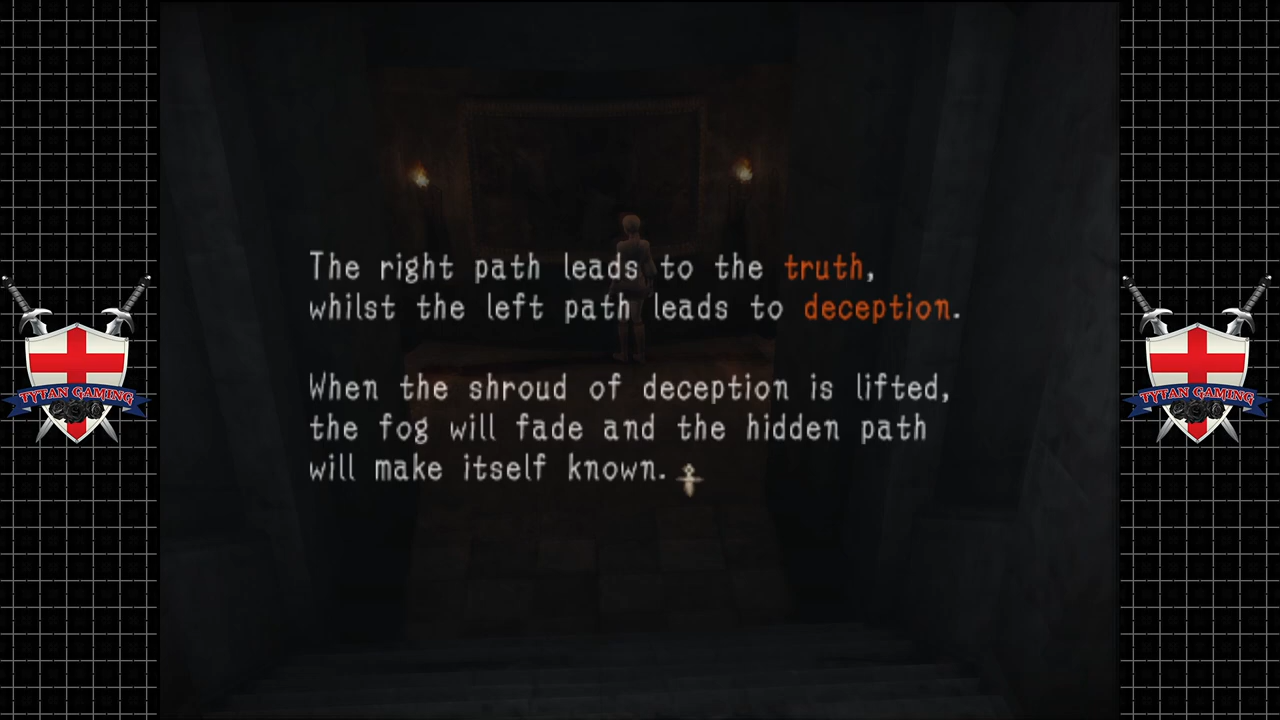 The right path leads to the truth,
whilst the left path leads to deception.
When the shroud of deception is lifted,
the fog will fade and the hidden path
will make itself known.
TYTAN GAMING
TYTAN GAMING